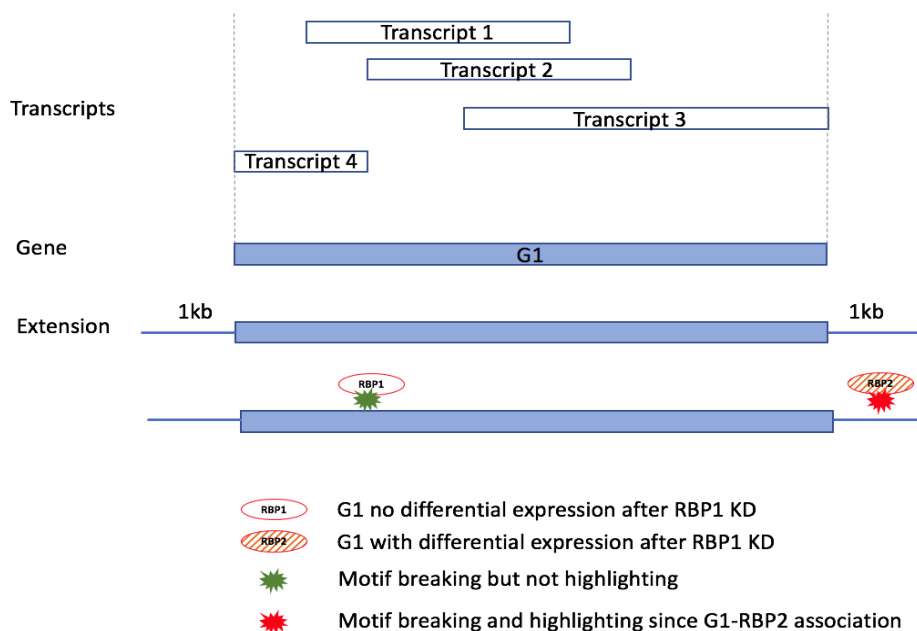 Transcript 1
Transcript 2
Transcripts
Transcript 3
Transcript 4
Gene
G1
Extension
1kb
1kb
RBP1
RBP2
RBP1
G1 no differential expression after RBP1 KD
RBP2
G1 with differential expression after RBP1 KD
Motif breaking but not highlighting
Motif breaking and highlighting since G1-RBP2 association